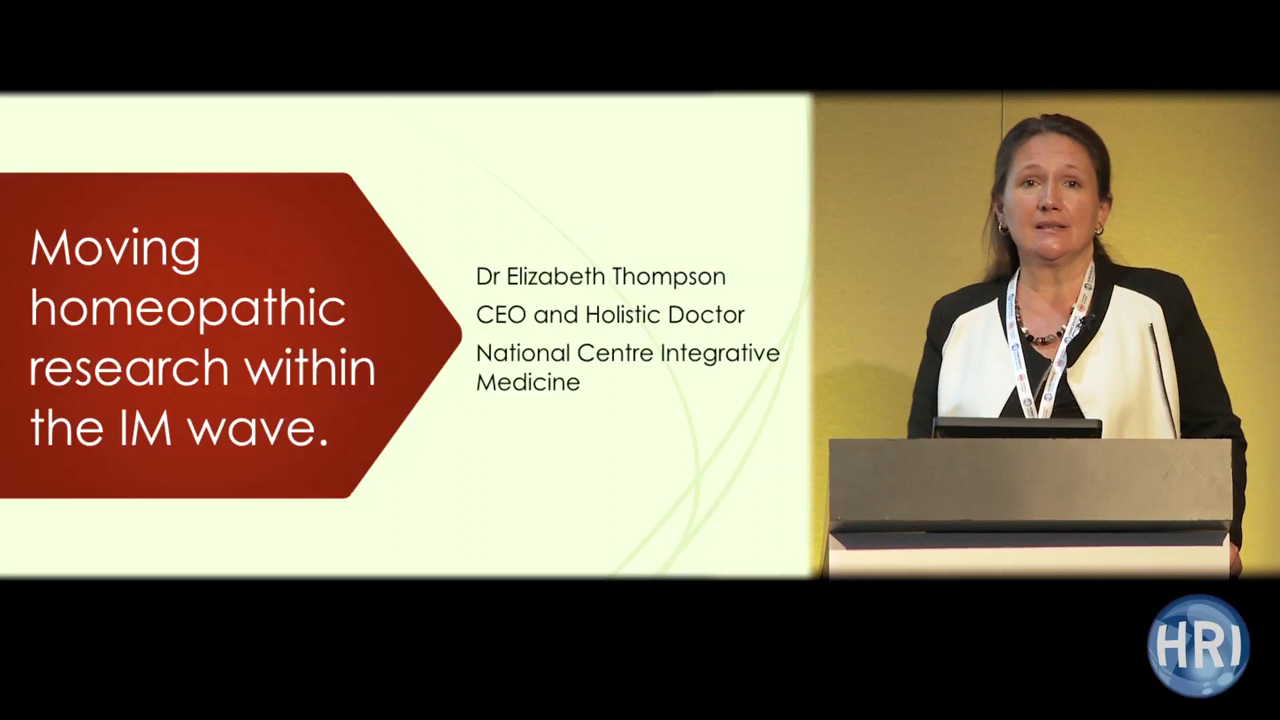 Moving
homeopathic
research within
the IM wave.
Dr Elizabeth Thompson
CEO and Holistic Doctor
National Centre Integrative
Medicine
HRI